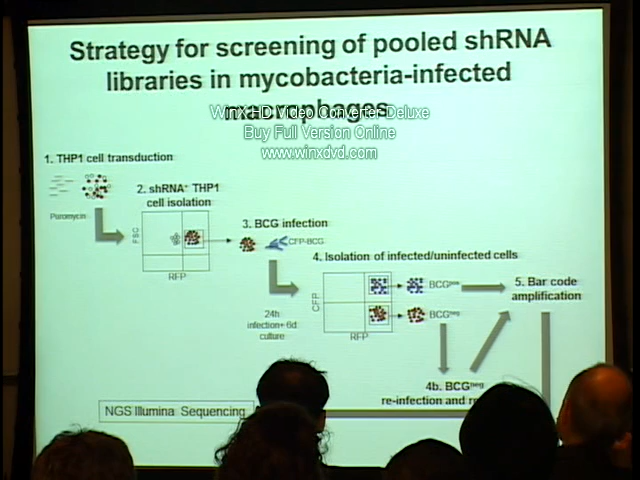 Strategy for screening of pooled shRNA
libraries in mycobacteria-infected
macrophages
WinX HD Video Converter Deluxe
Buy Full Version Online
www.winxdvd.com
1. THP1 cell transduction
Puromycin
2. shRNA⁺ THP1
cell isolation
FSC
RFP
3. BCG infection
CFP-BCG
24h
infection+ 6d
culture
4. Isolation of infected/uninfected cells
CFP
RFP
BCGᵖᵒˢ
BCGⁿᵉᵍ
5. Bar code
amplification
4b. BCGⁿᵉᵍ
re-infection and
NGS Illumina Sequencing